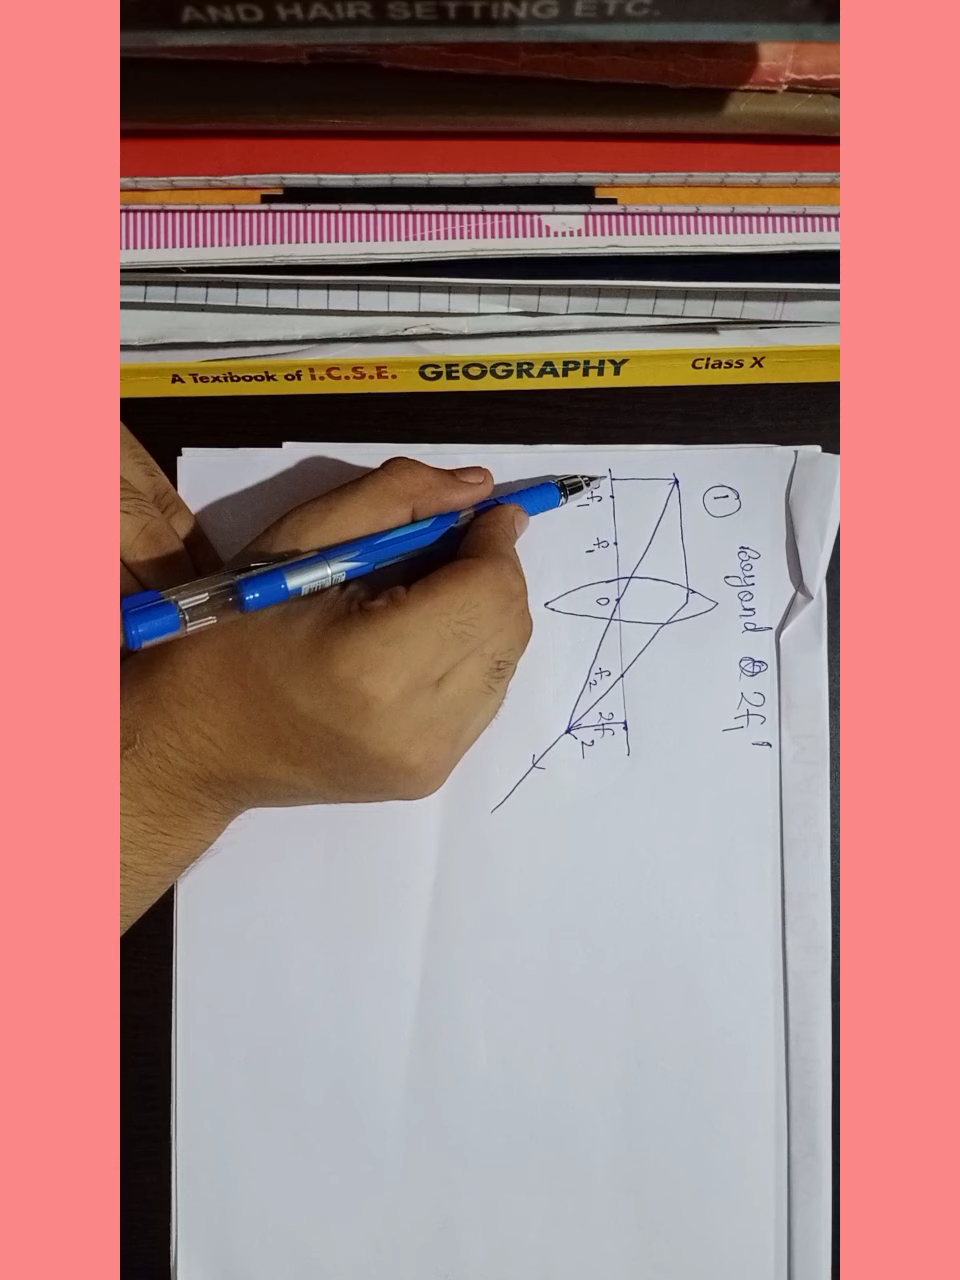 AND HAIR SETTING ETC.
A Textbook of I.C.S.E. GEOGRAPHY Class X
① Beyond 2f₁
2f₁ f₁ O f₂ 2f₂